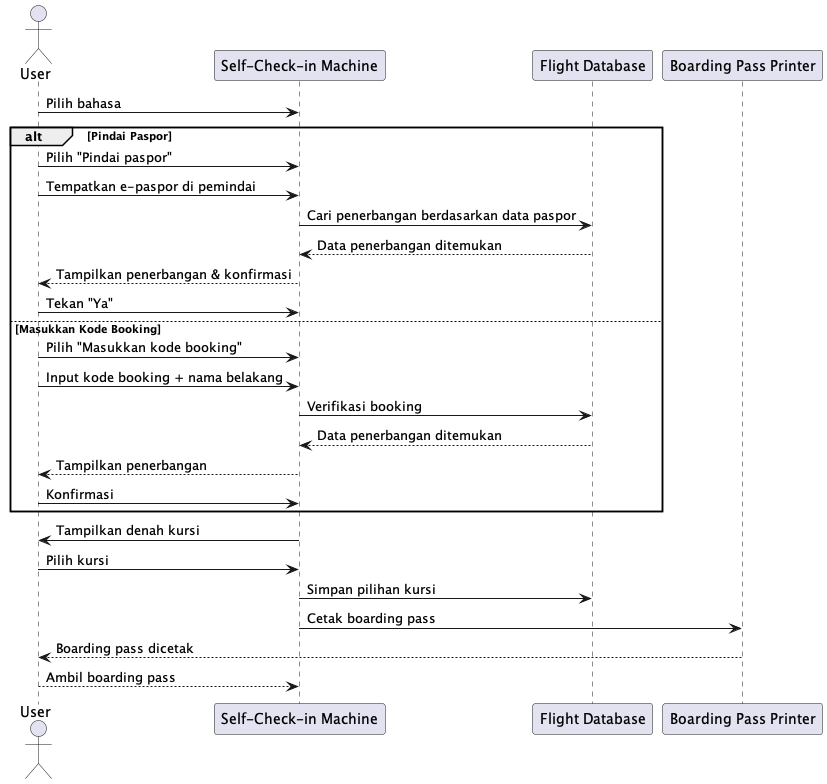 User
Self-Check-in Machine
Flight Database
Boarding Pass Printer
Pilih bahasa
alt
[Pindai Paspor]
Pilih "Pindai paspor"
Tempatkan e-paspor di pemindai
Cari penerbangan berdasarkan data paspor
Data penerbangan ditemukan
Tampilkan penerbangan & konfirmasi
Tekan "Ya"
[Masukkan Kode Booking]
Pilih "Masukkan kode booking"
Input kode booking + nama belakang
Verifikasi booking
Data penerbangan ditemukan
Tampilkan penerbangan
Konfirmasi
Tampilkan denah kursi
Pilih kursi
Simpan pilihan kursi
Cetak boarding pass
Boarding pass dicetak
Ambil boarding pass
User
Self-Check-in Machine
Flight Database
Boarding Pass Printer